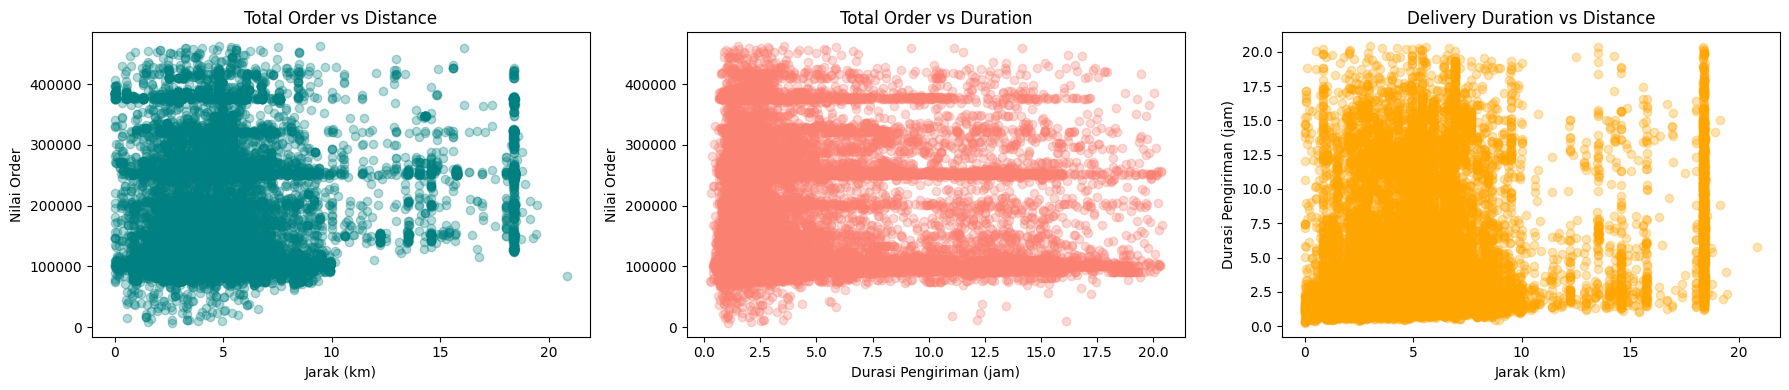 Total Order vs Distance
Nilai Order
400000
300000
200000
100000
0
0 5 10 15 20
Jarak (km)
Total Order vs Duration
Nilai Order
400000
300000
200000
100000
0
0.0 2.5 5.0 7.5 10.0 12.5 15.0 17.5 20.0
Durasi Pengiriman (jam)
Delivery Duration vs Distance
Durasi Pengiriman (jam)
20.0
17.5
15.0
12.5
10.0
7.5
5.0
2.5
0.0
0 5 10 15 20
Jarak (km)